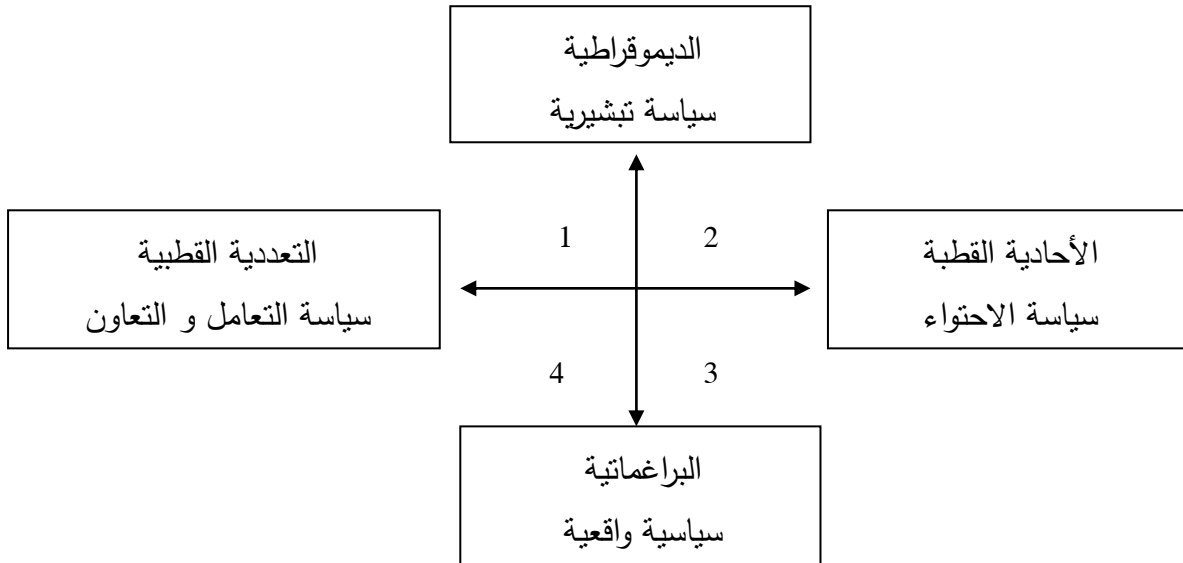 الديموقراطية
سياسة تبشيرية
1
2
التعددية القطبية
سياسة التعامل و التعاون
الأحادية القطبة
سياسة الاحتواء
4
3
البراغماتية
سياسية واقعية